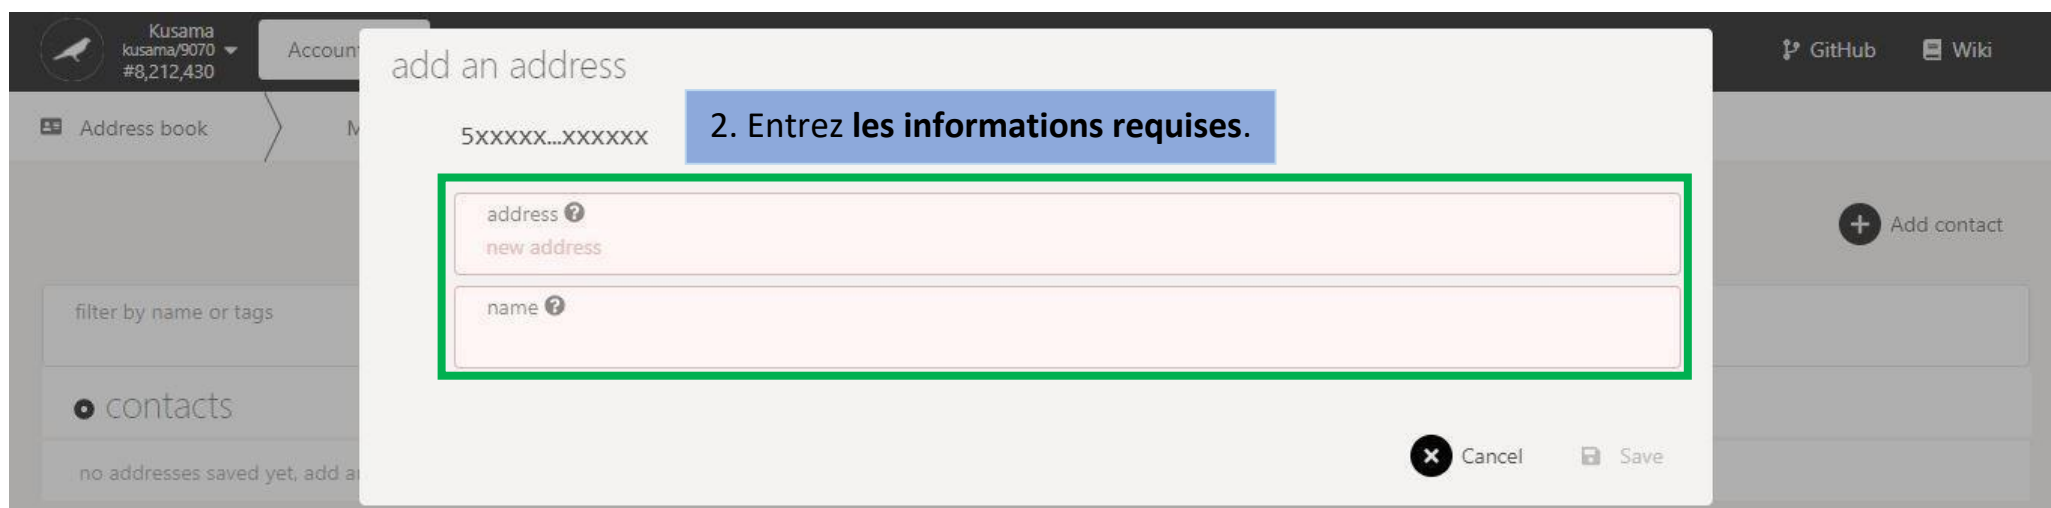 Kusama
kusama/9070
#8,212,430
Account
GitHub
Wiki
add an address
Address book
M
5xxxxx...xxxxxx
2. Entrez les informations requises.
address
new address
Add contact
name
filter by name or tags
contacts
no addresses saved yet, add a
Cancel
Save